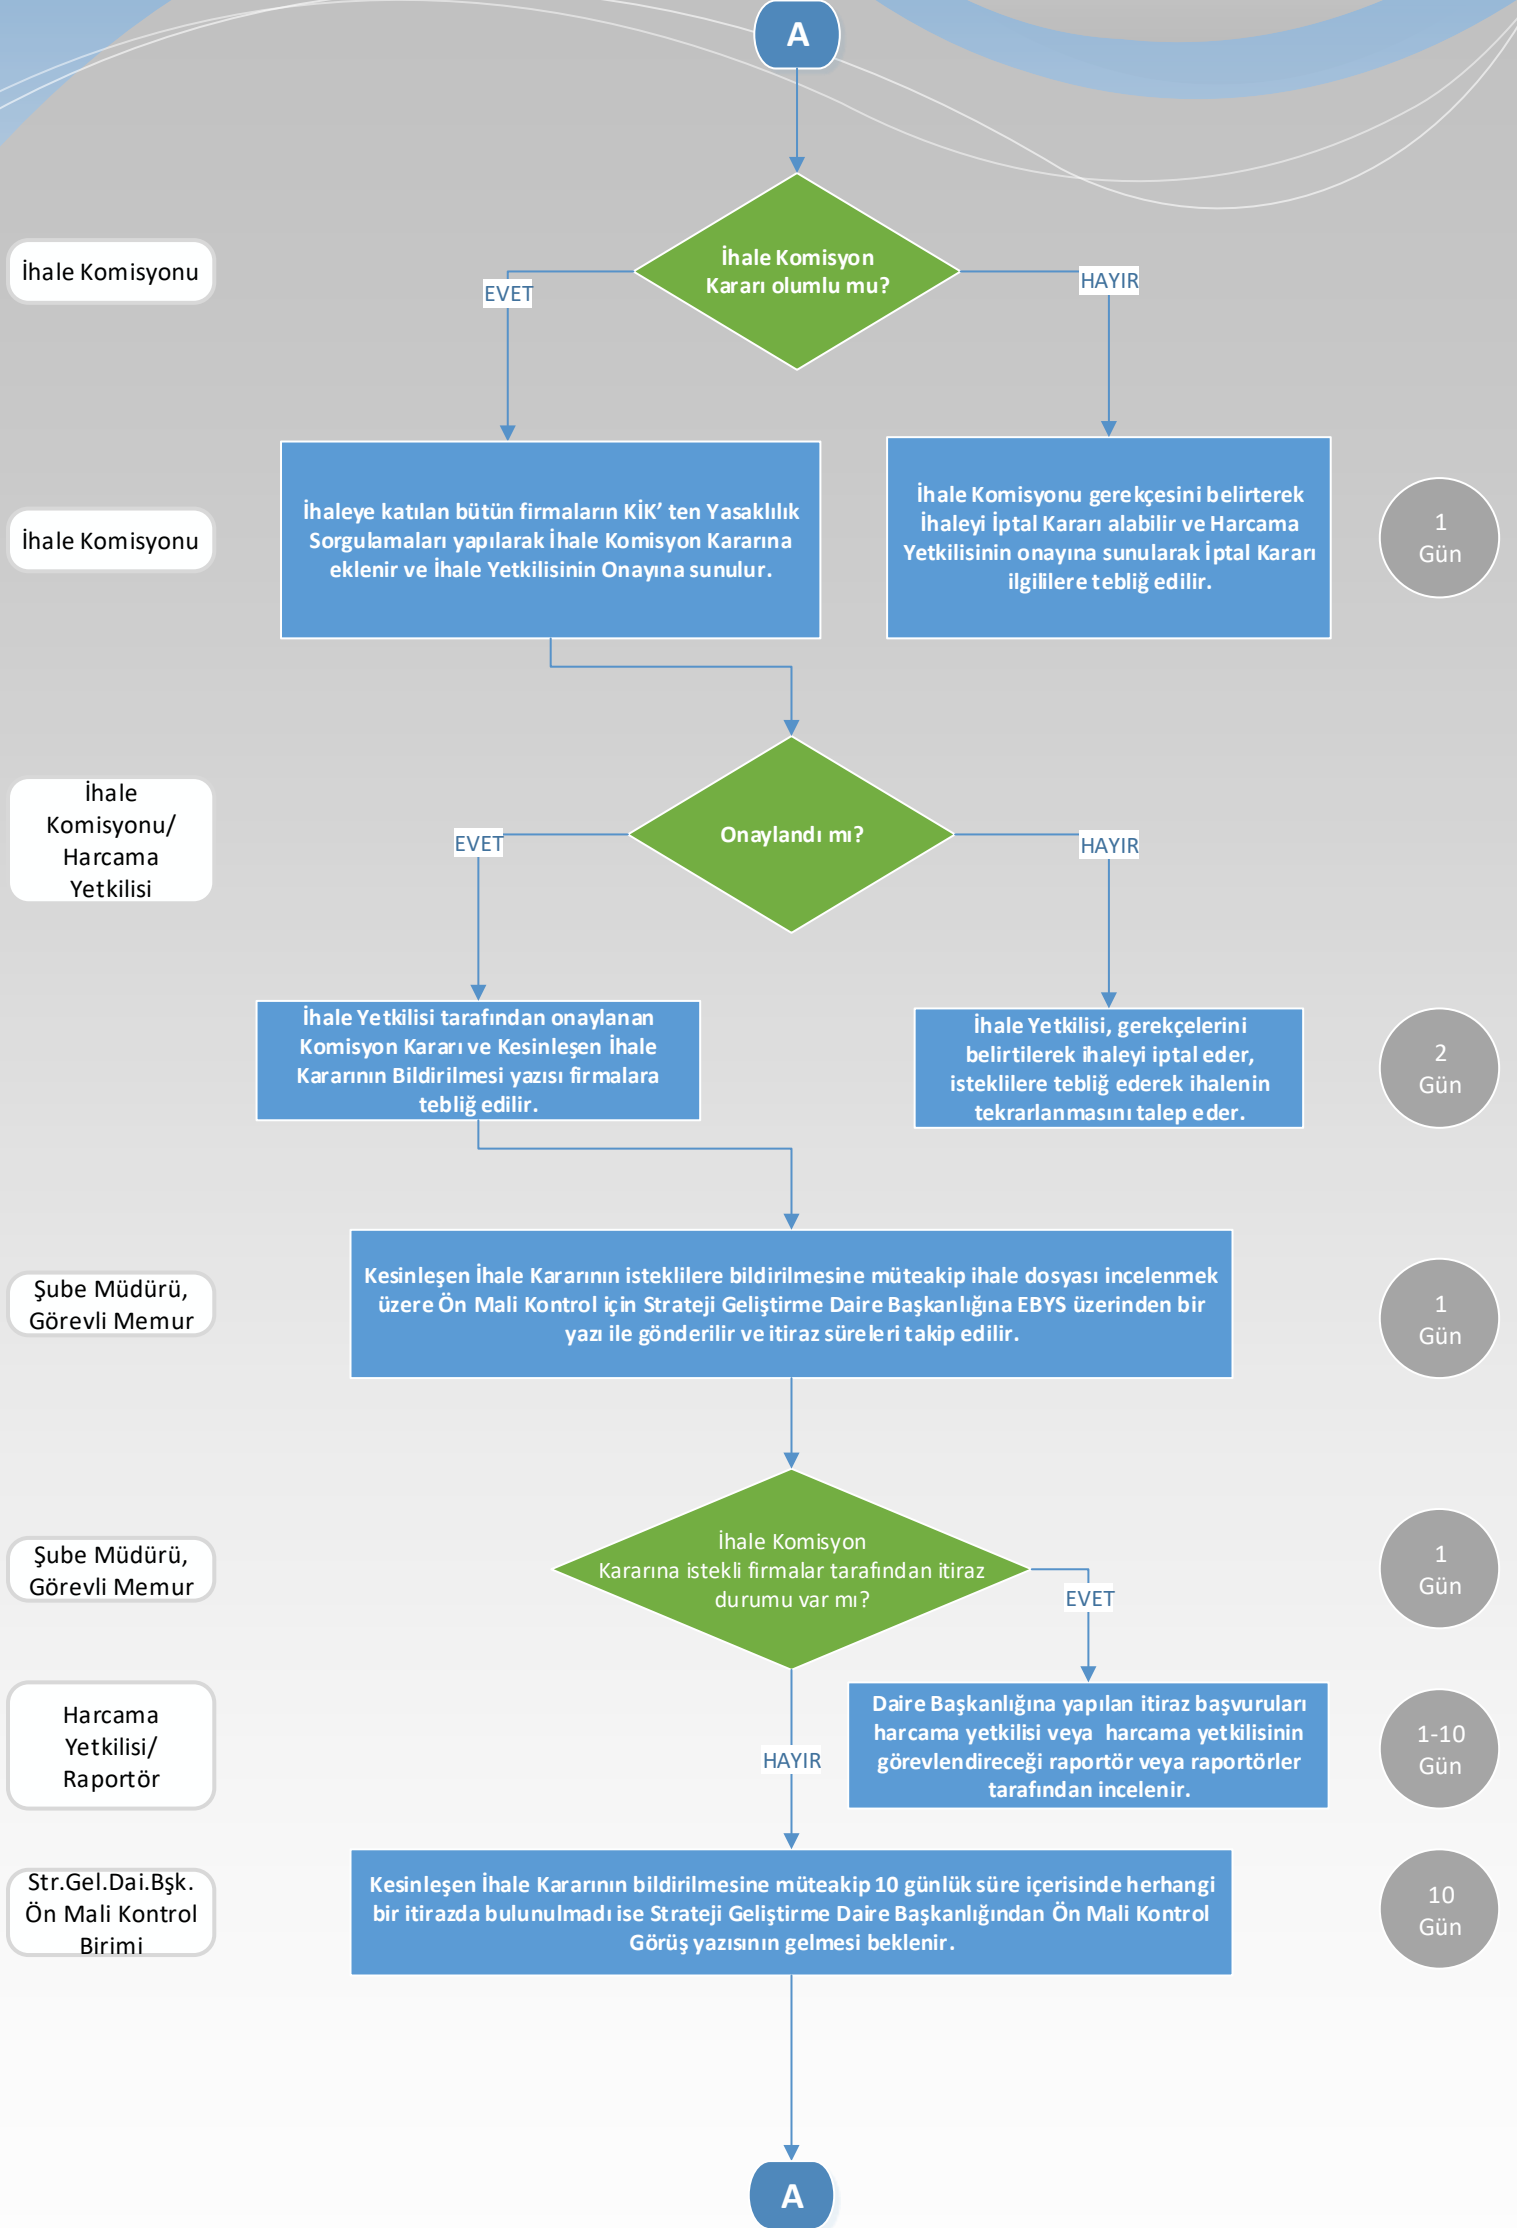 A
İhale Komisyonu
İhale Komisyon
Kararı olumlu mu?
EVET
HAYIR
İhale Komisyonu
İhaleye katılan bütün firmaların KİK’ ten Yasaklılık
Sorgulamaları yapılarak İhale Komisyon Kararına
eklenir ve İhale Yetkilisinin Onayına sunulur.
İhale Komisyonu gerekçesini belirterek
İhaleyi İptal Kararı alabilir ve Harcama
Yetkilisinin onayına sunularak İptal Kararı
ilgililere tebliğ edilir.
1
Gün
İhale
Komisyonu/
Harcama
Yetkilisi
Onaylandı mı?
EVET
HAYIR
İhale Yetkilisi tarafından onaylanan
Komisyon Kararı ve Kesinleşen İhale
Kararının Bildirilmesi yazısı firmalara
tebliğ edilir.
İhale Yetkilisi, gerekçelerini
belirtilerek ihaleyi iptal eder,
isteklilere tebliğ ederek ihalenin
tekrarlanmasını talep eder.
2
Gün
Şube Müdürü,
Görevli Memur
Kesinleşen İhale Kararının isteklilere bildirilmesine müteakip ihale dosyası incelenmek
üzere Ön Mali Kontrol için Strateji Geliştirme Daire Başkanlığına EBYS üzerinden bir
yazı ile gönderilir ve itiraz süreleri takip edilir.
1
Gün
Şube Müdürü,
Görevli Memur
İhale Komisyon
Kararına istekli firmalar tarafından itiraz
durumu var mı?
EVET
1
Gün
Harcama
Yetkilisi/
Raportör
HAYIR
Daire Başkanlığına yapılan itiraz başvuruları
harcama yetkilisi veya harcama yetkilisinin
görevlendireceği raportör veya raportörler
tarafından incelenir.
1-10
Gün
Str.Gel.Dai.Bşk.
Ön Mali Kontrol
Birimi
Kesinleşen İhale Kararının bildirilmesine müteakip 10 günlük süre içerisinde herhangi
bir itirazda bulunulmadı ise Strateji Geliştirme Daire Başkanlığından Ön Mali Kontrol
Görüş yazısının gelmesi beklenir.
10
Gün
A